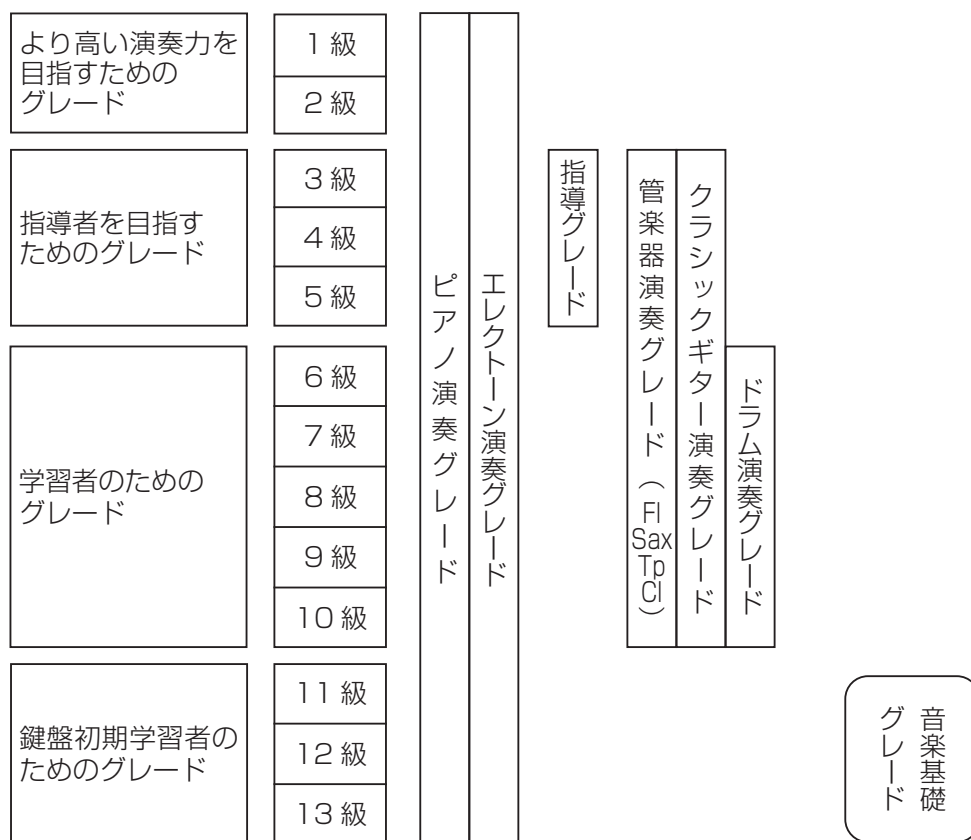 より高い演奏力を
目指すための
グレード
1級
2級
指導者を目指す
ためのグレード
3級
4級
5級
学習者のための
グレード
6級
7級
8級
9級
10級
鍵盤初期学習者の
ためのグレード
11級
12級
13級
ピアノ演奏グレード
エレクトーン演奏グレード
指導グレード
管楽器演奏グレード（Fl
Sax
Tp
Cl）
クラシックギター演奏グレード
ドラム演奏グレード
音楽基礎
グレード